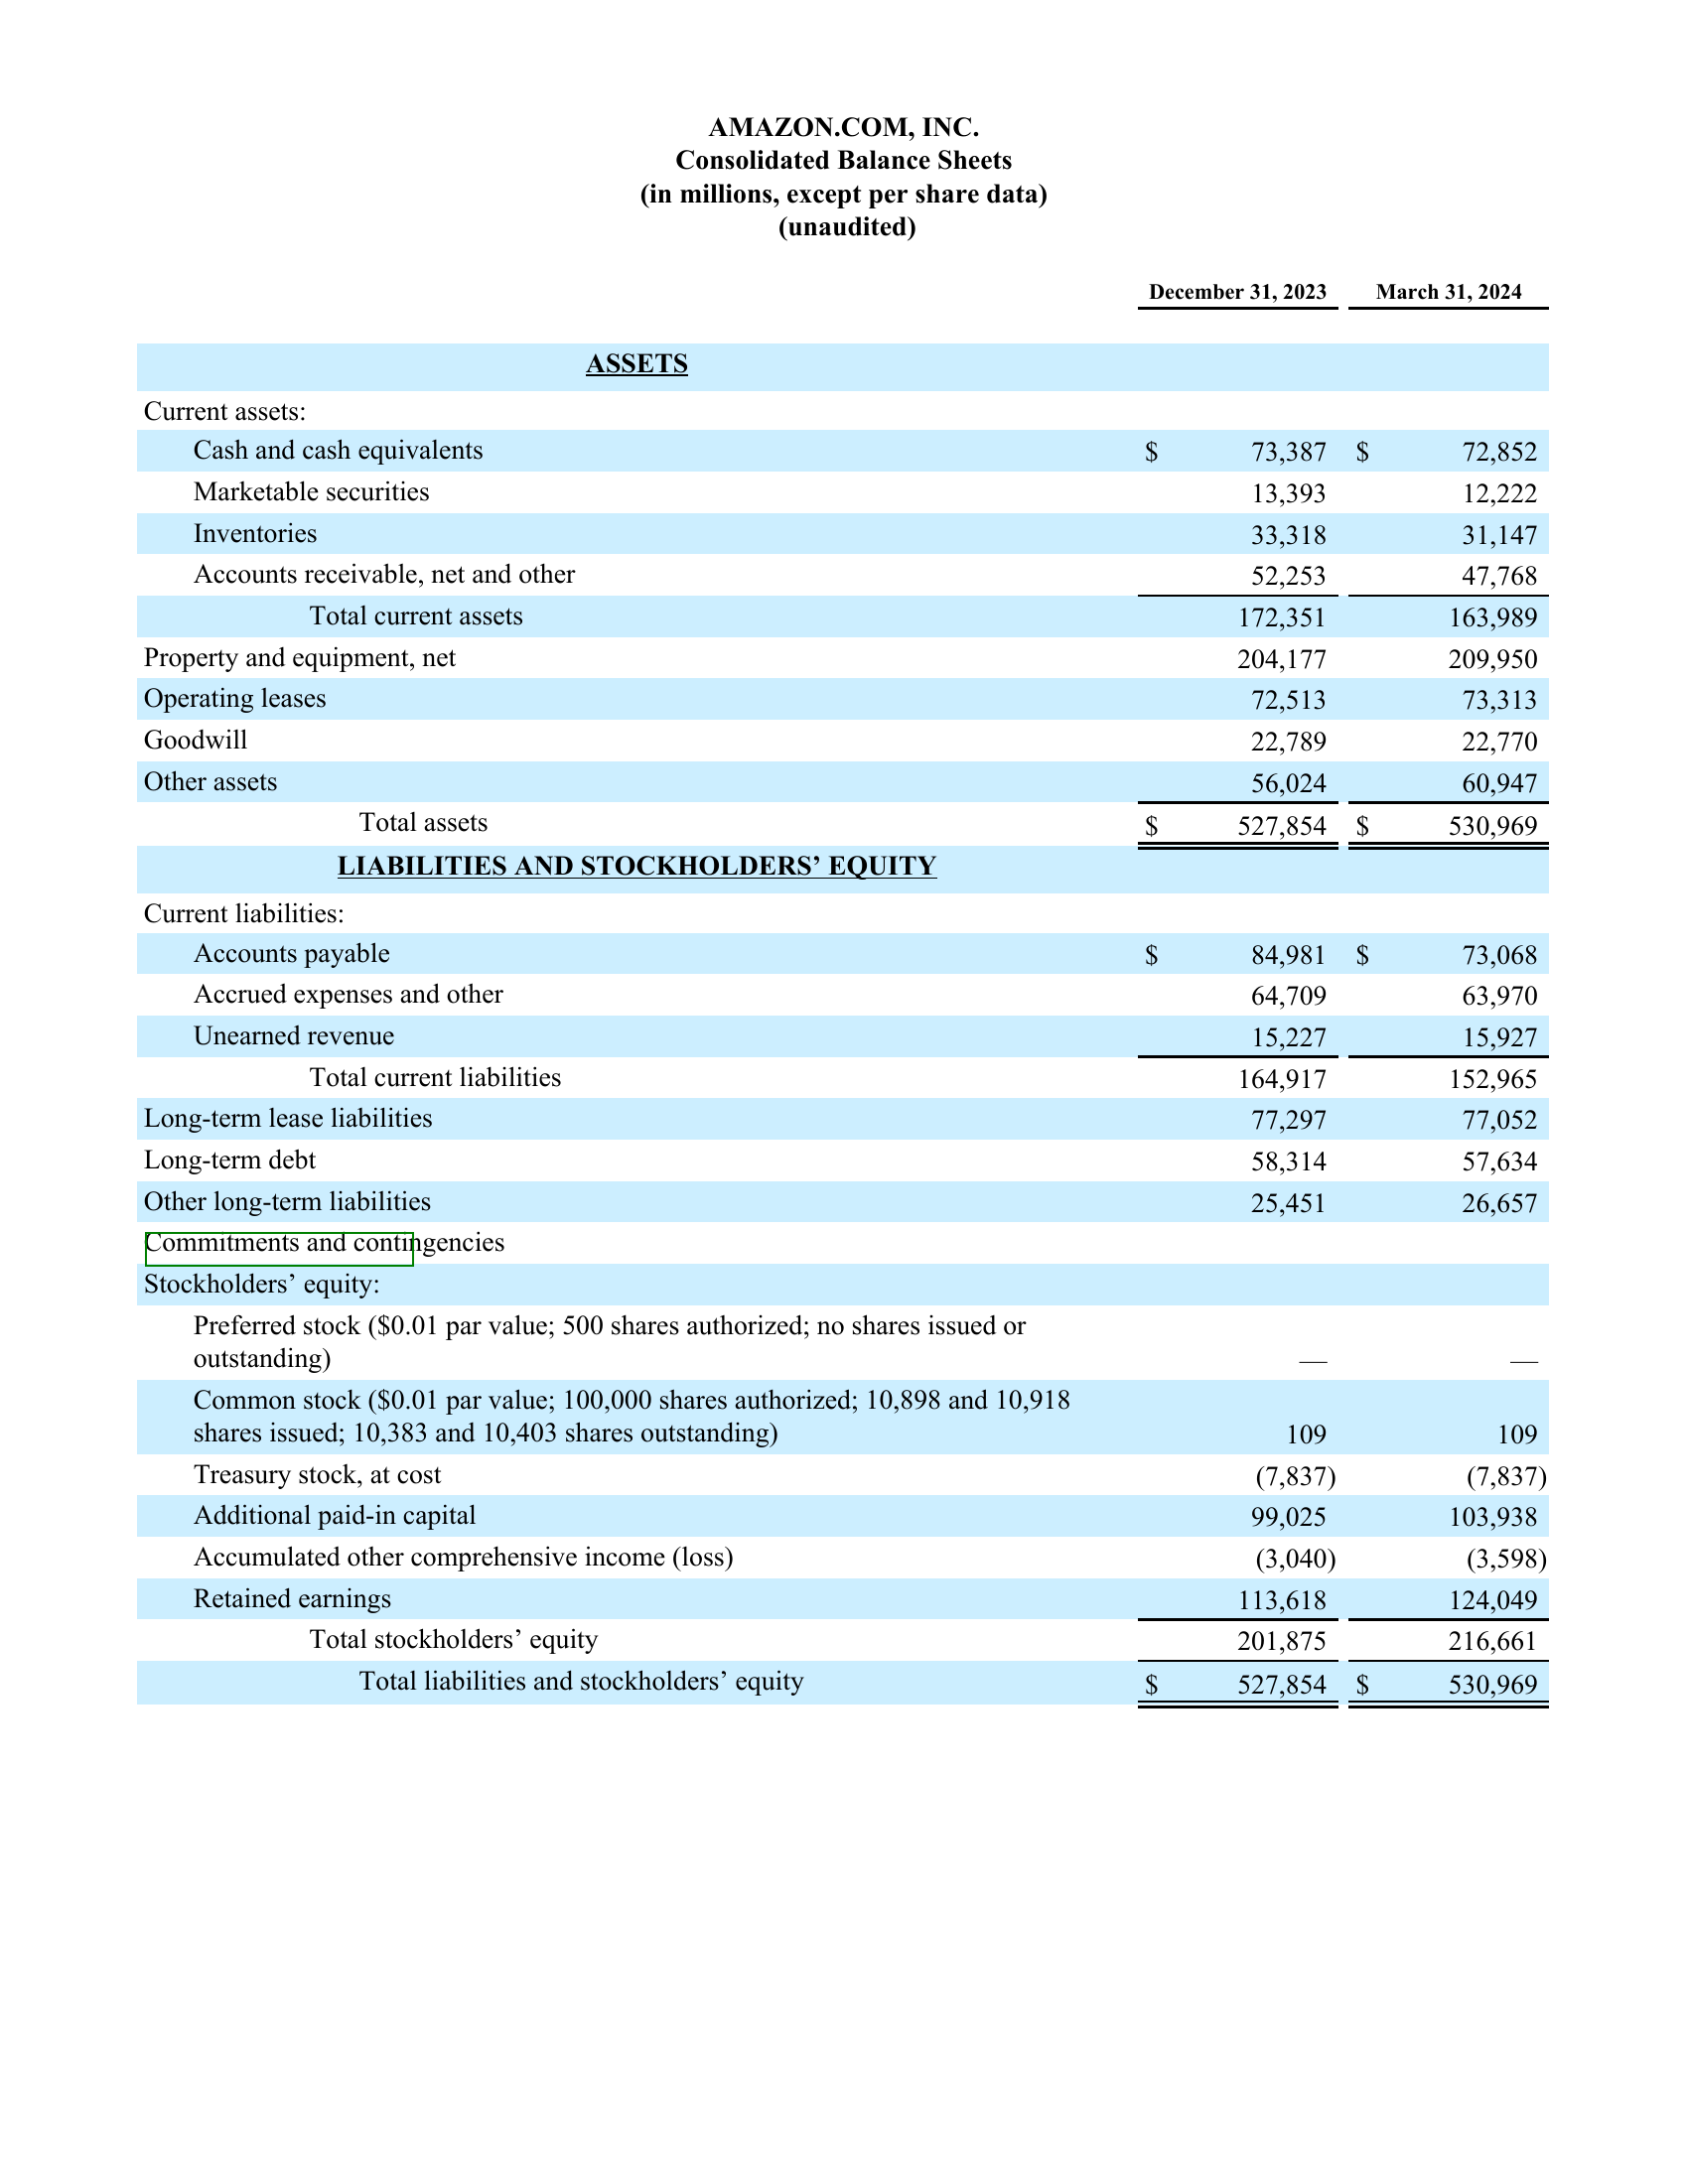 AMAZON.COM, INC.
Consolidated Balance Sheets
(in millions, except per share data)
(unaudited)
December 31, 2023 March 31, 2024
ASSETS
Current assets:
Cash and cash equivalents $ 73,387 $ 72,852
Marketable securities 13,393 12,222
Inventories 33,318 31,147
Accounts receivable, net and other 52,253 47,768
Total current assets 172,351 163,989
Property and equipment, net 204,177 209,950
Operating leases 72,513 73,313
Goodwill 22,789 22,770
Other assets 56,024 60,947
Total assets $ 527,854 $ 530,969
LIABILITIES AND STOCKHOLDERS’ EQUITY
Current liabilities:
Accounts payable $ 84,981 $ 73,068
Accrued expenses and other 64,709 63,970
Unearned revenue 15,227 15,927
Total current liabilities 164,917 152,965
Long-term lease liabilities 77,297 77,052
Long-term debt 58,314 57,634
Other long-term liabilities 25,451 26,657
Commitments and contingencies
Stockholders’ equity:
Preferred stock ($0.01 par value; 500 shares authorized; no shares issued or
outstanding) — —
Common stock ($0.01 par value; 100,000 shares authorized; 10,898 and 10,918
shares issued; 10,383 and 10,403 shares outstanding) 109 109
Treasury stock, at cost (7,837) (7,837)
Additional paid-in capital 99,025 103,938
Accumulated other comprehensive income (loss) (3,040) (3,598)
Retained earnings 113,618 124,049
Total stockholders’ equity 201,875 216,661
Total liabilities and stockholders’ equity $ 527,854 $ 530,969